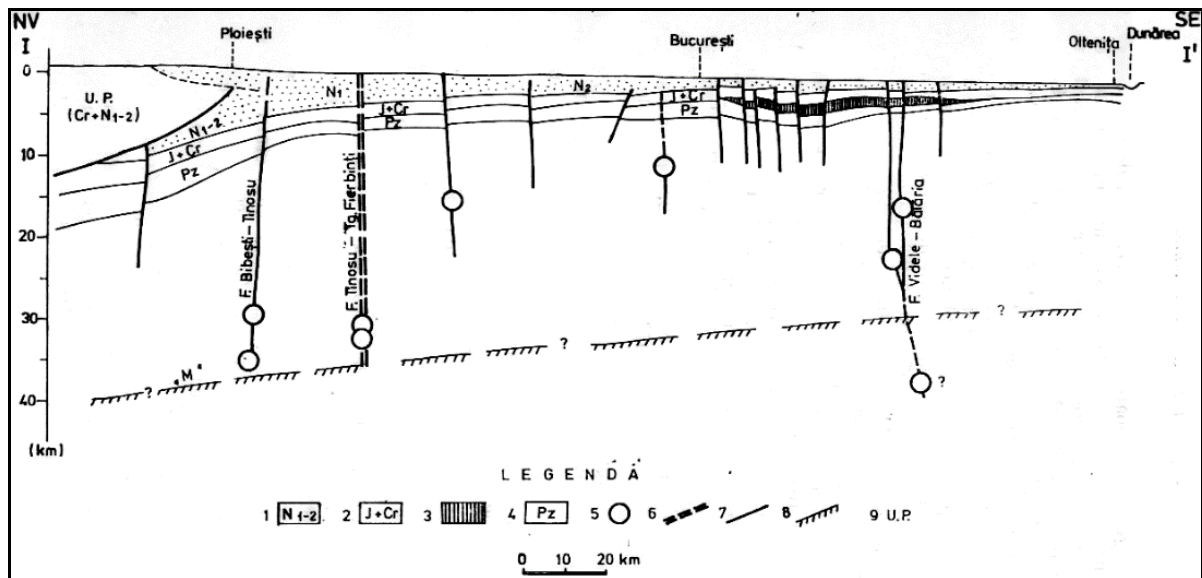 NV
I
Ploiești
București
SE
Oltenița
Dunărea
I'
0
10
20
30
40
(km)
U. P.
(Cr+N1-2)
N1-2
N1
N2
J+Cr
Pz
J+Cr
Pz
J+Cr
Pz
F. Bibești-Tinosu
F. Tinosu-Tg. Fierbinți
F. Videle-Bălăria
?
"M"
?
?
?
LEGENDĂ
1 N1-2 2 J+Cr 3 4 Pz 5 6 7 8 9 U.P.
0 10 20 km